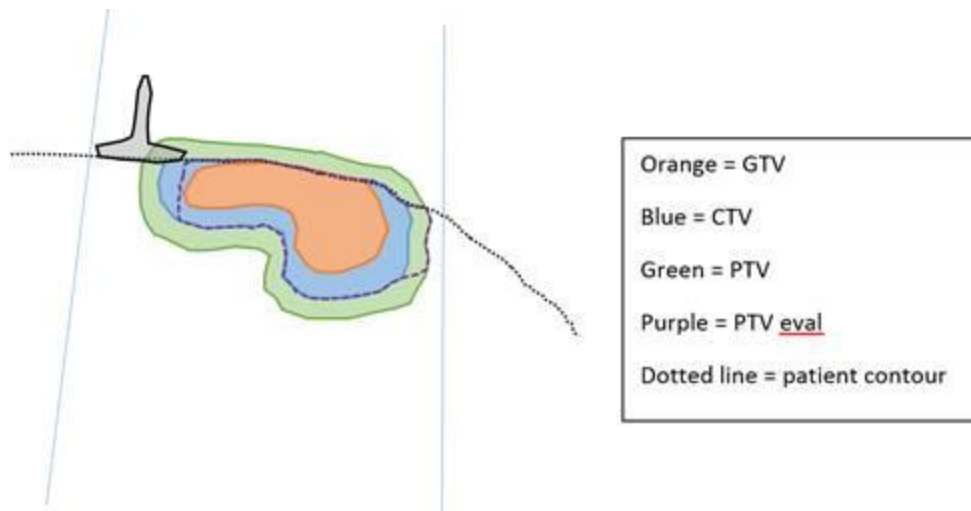 Orange = GTV
Blue = CTV
Green = PTV
Purple = PTV eval
Dotted line = patient contour